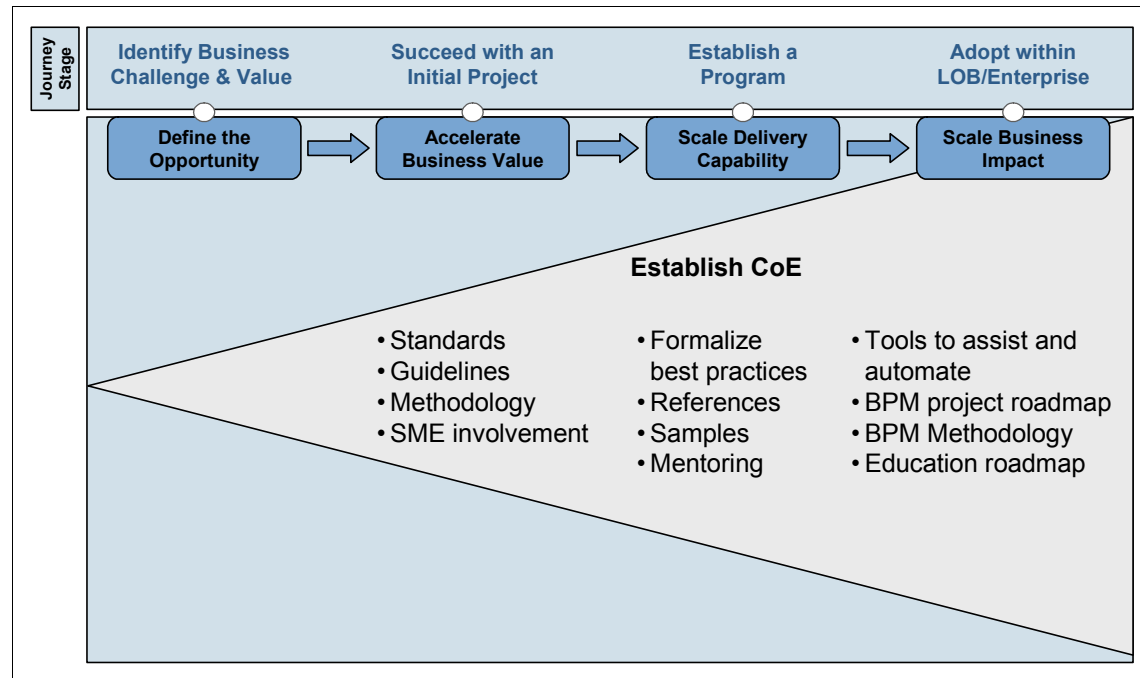 Journey
Stage
Identify Business
Challenge & Value
Succeed with an
Initial Project
Establish a
Program
Adopt within
LOB/Enterprise
Define the
Opportunity
Accelerate
Business Value
Scale Delivery
Capability
Scale Business
Impact
Establish CoE
• Standards
• Guidelines
• Methodology
• SME involvement
• Formalize
best practices
• References
• Samples
• Mentoring
• Tools to assist and
automate
• BPM project roadmap
• BPM Methodology
• Education roadmap